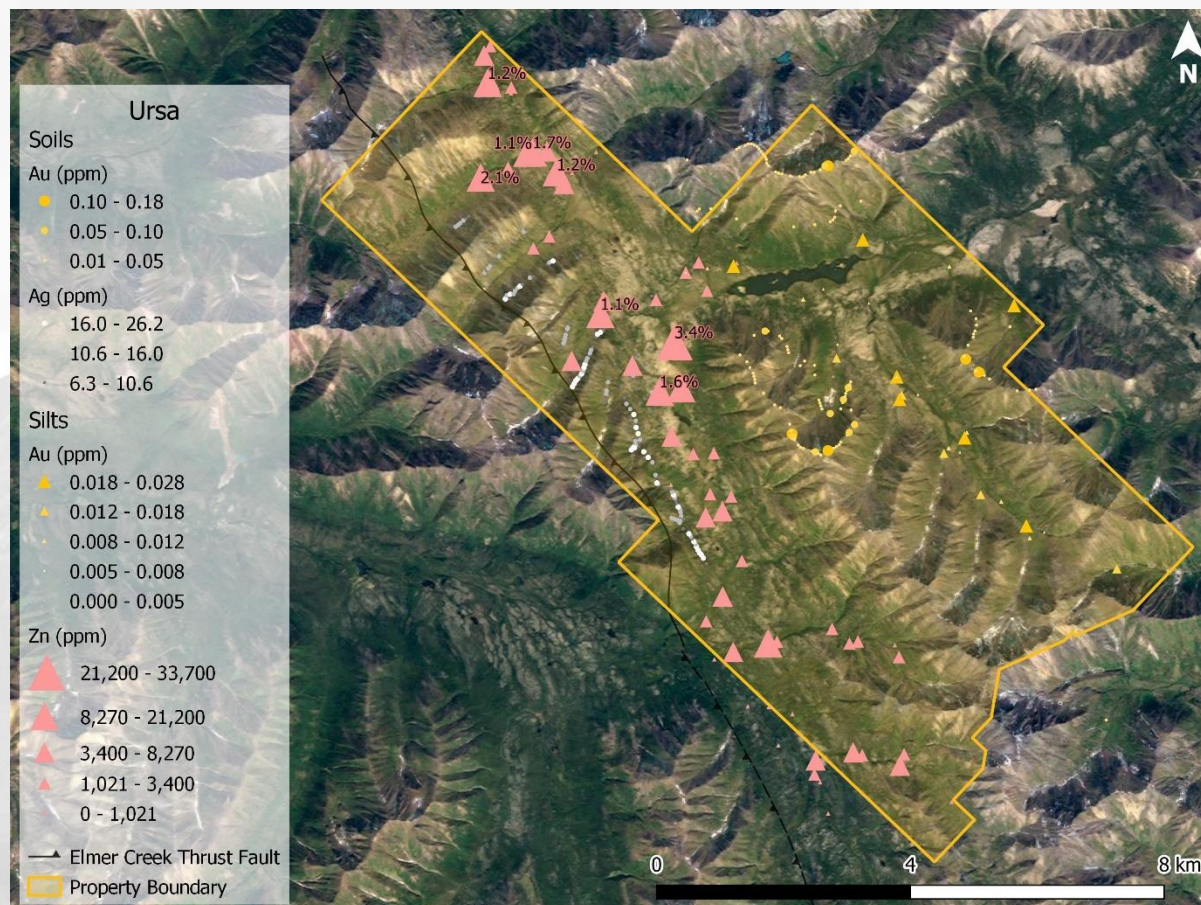 Ursa
Soils
Au (ppm)
0.10 - 0.18
0.05 - 0.10
0.01 - 0.05
Ag (ppm)
16.0 - 26.2
10.6 - 16.0
6.3 - 10.6
Silts
Au (ppm)
0.018 - 0.028
0.012 - 0.018
0.008 - 0.012
0.005 - 0.008
0.000 - 0.005
Zn (ppm)
21,200 - 33,700
8,270 - 21,200
3,400 - 8,270
1,021 - 3,400
0 - 1,021
Elmer Creek Thrust Fault
Property Boundary
N
1.2%
1.1%
1.7%
1.2%
2.1%
1.1%
3.4%
1.6%
0 4 8 km